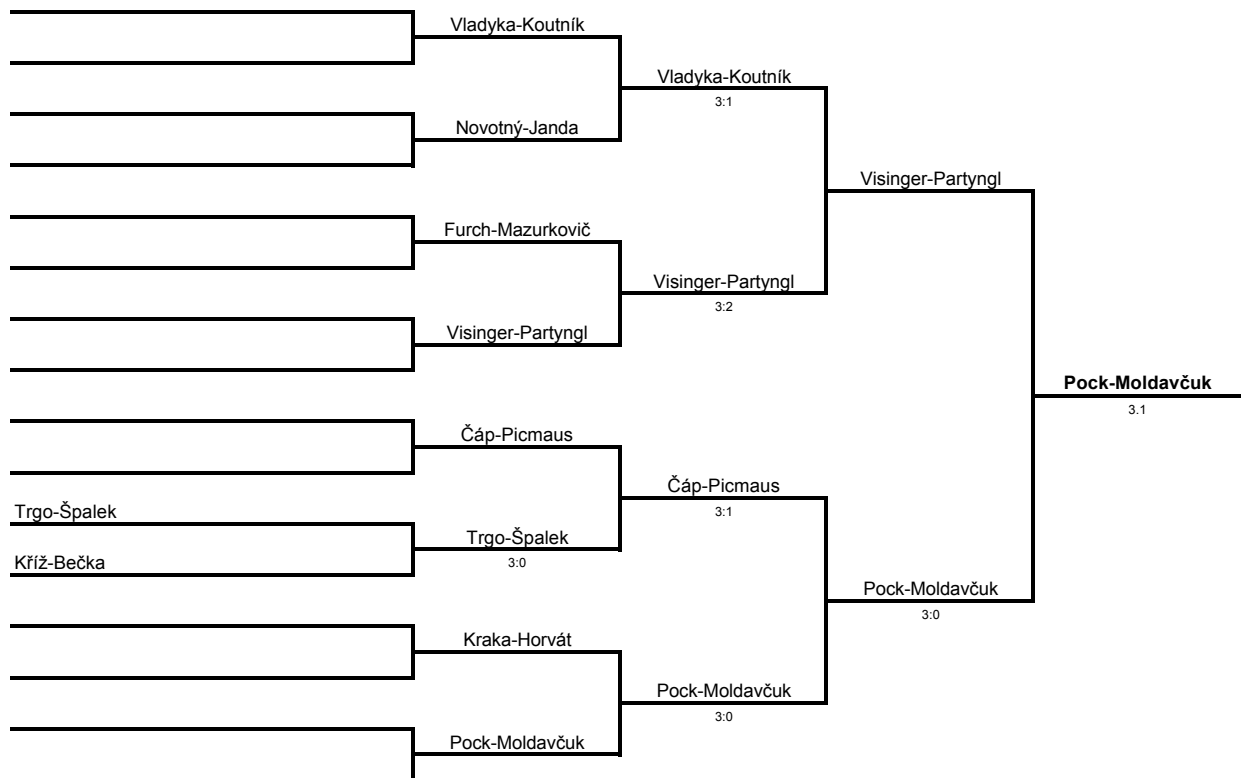 Vladyka-Koutník
Vladyka-Koutník
3:1
Novotný-Janda
Visinger-Partyngl
Furch-Mazurkovič
Visinger-Partyngl
3:2
Visinger-Partyngl
Pock-Moldavčuk
3.1
Čáp-Picmaus
Čáp-Picmaus
3:1
Trgo-Špalek
Trgo-Špalek
3:0
Kříž-Bečka
Pock-Moldavčuk
3:0
Kraka-Horvát
Pock-Moldavčuk
3:0
Pock-Moldavčuk